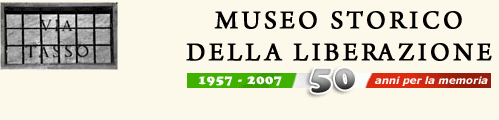 VIA
TASSO
MUSEO STORICO
DELLA LIBERAZIONE
1957 - 2007 50 anni per la memoria